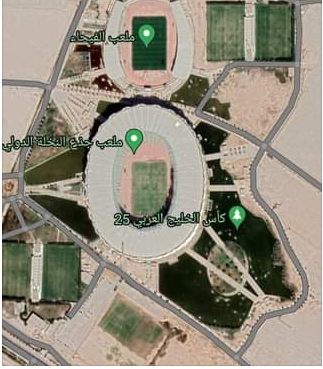 ملعب الفيحاء
ملعب جذع النخلة الدولي
كأس الخليج العربي 25